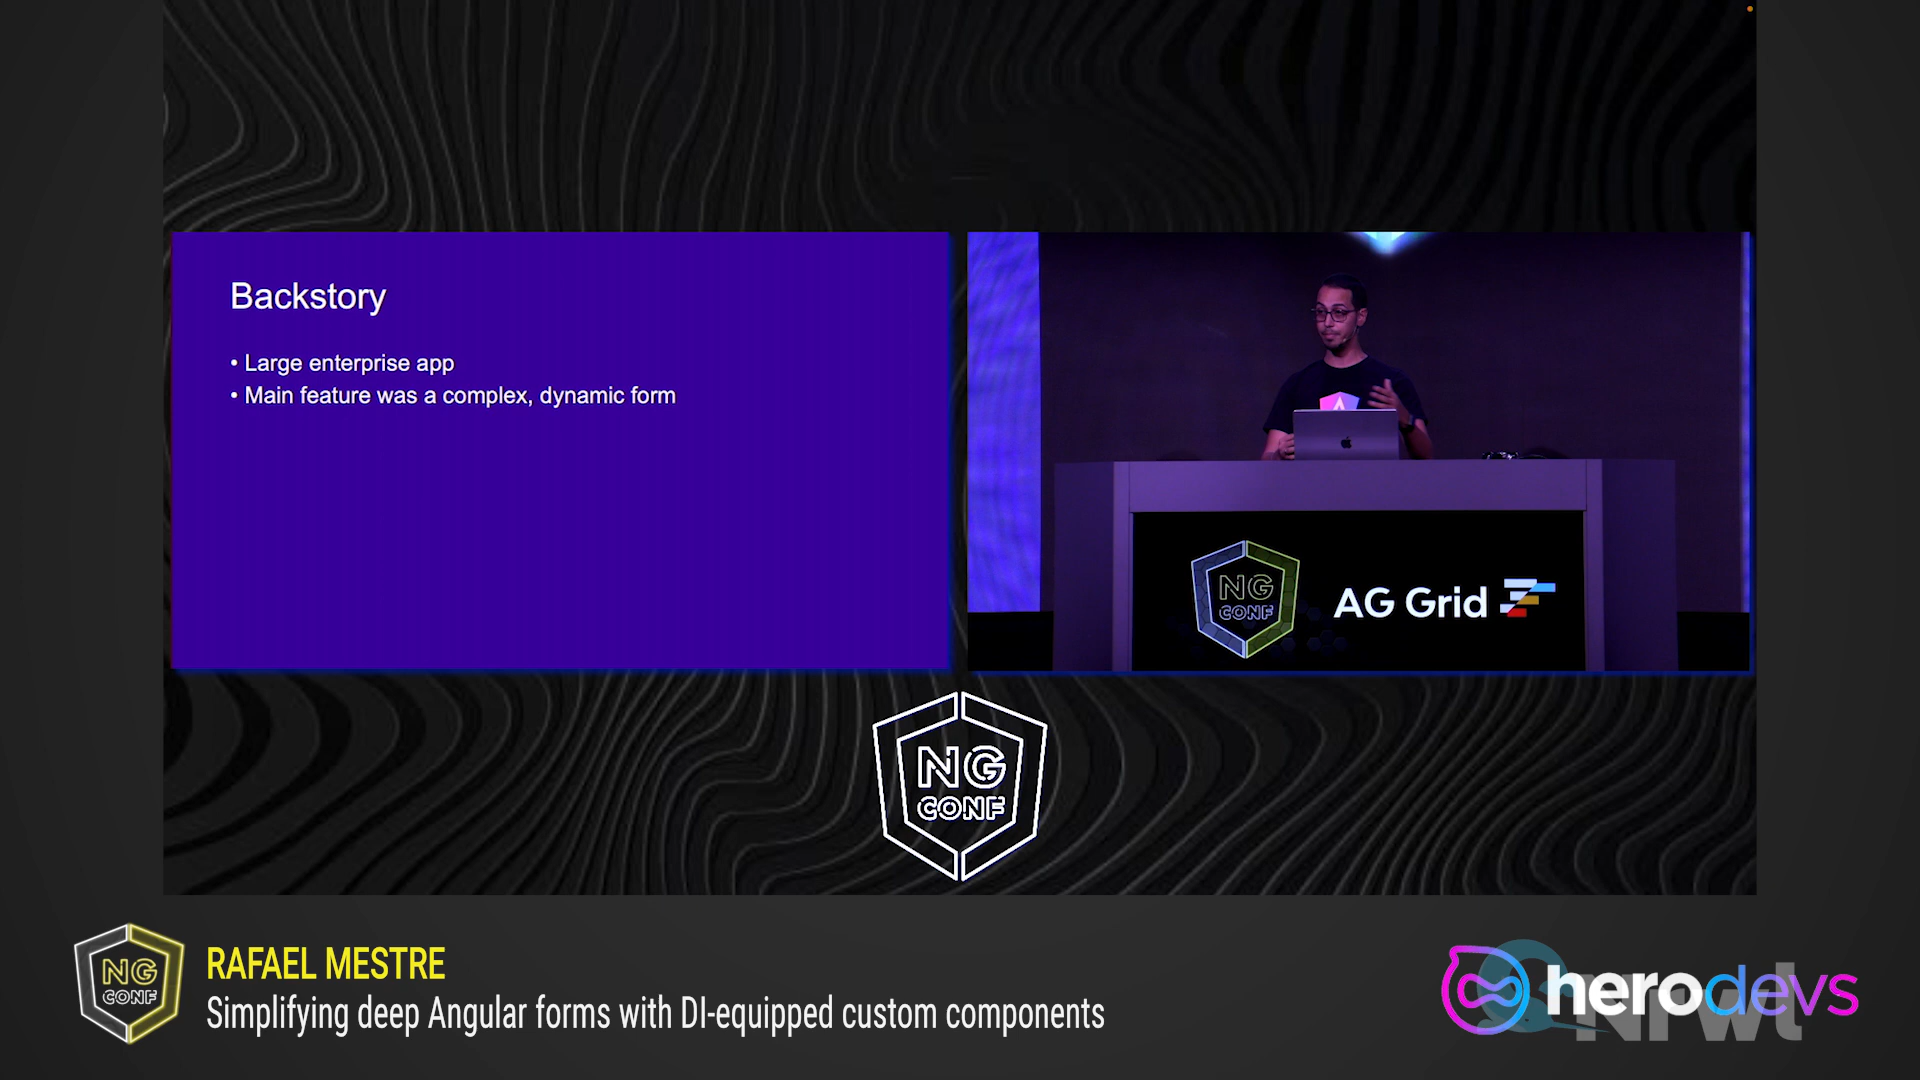 Backstory
• Large enterprise app
• Main feature was a complex, dynamic form
NG
CONF
AG Grid
NG
CONF
NG
CONF
RAFAEL MESTRE
Simplifying deep Angular forms with DI-equipped custom components
herodevs
Nrwl